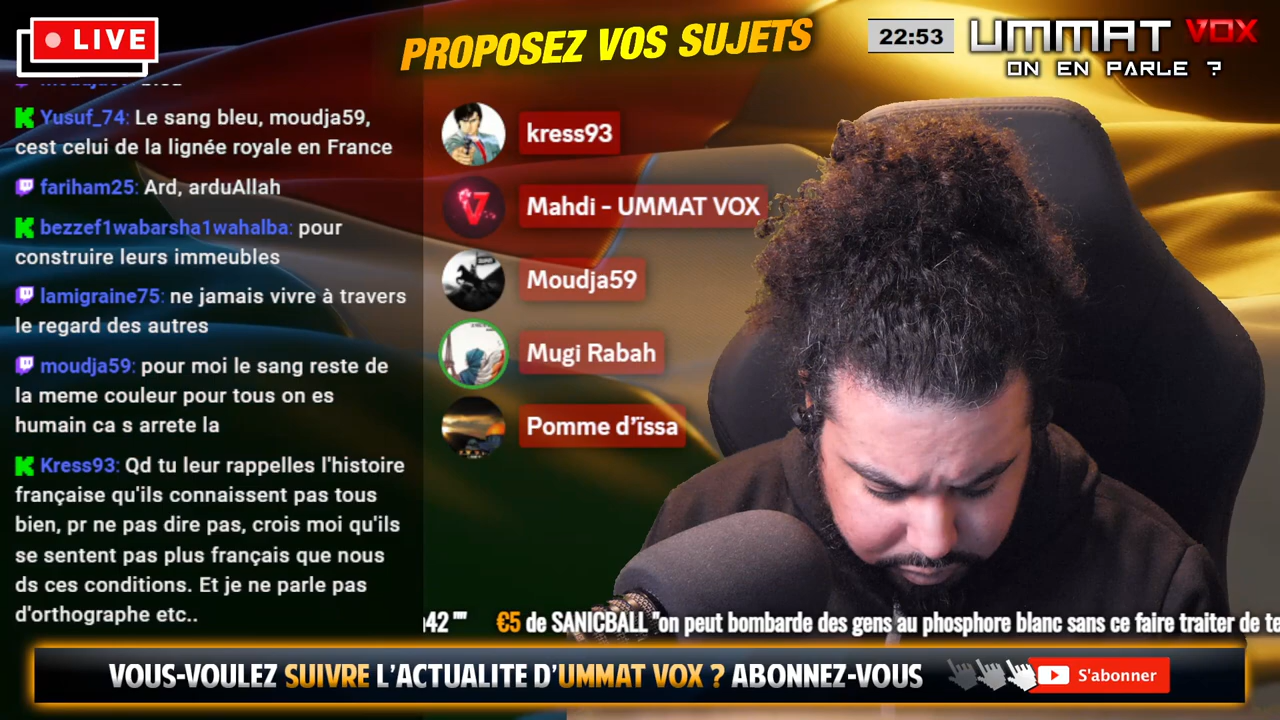 LIVE
PROPOSEZ VOS SUJETS
22:53
UMMAT VOX
ON EN PARLE ?
Yusuf_74: Le sang bleu, moudja59,
cest celui de la lignée royale en France
fariham25: Ard, arduAllah
bezzef1wabarsha1wahalba: pour
construire leurs immeubles
lamigraine75: ne jamais vivre à travers
le regard des autres
moudja59: pour moi le sang reste de
la meme couleur pour tous on es
humain ca s arrete la
Kress93: Qd tu leur rappelles l'histoire
française qu'ils connaissent pas tous
bien, pr ne pas dire pas, crois moi qu'ils
se sentent pas plus français que nous
ds ces conditions. Et je ne parle pas
d'orthographe etc..
kress93
Mahdi - UMMAT VOX
Moudja59
Mugi Rabah
Pomme d'ïssa
42 "" €5 de SANICBALL "on peut bombarde des gens au phosphore blanc sans ce faire traiter de te
VOUS-VOULEZ SUIVRE L'ACTUALITE D'UMMAT VOX ? ABONNEZ-VOUS
S'abonner